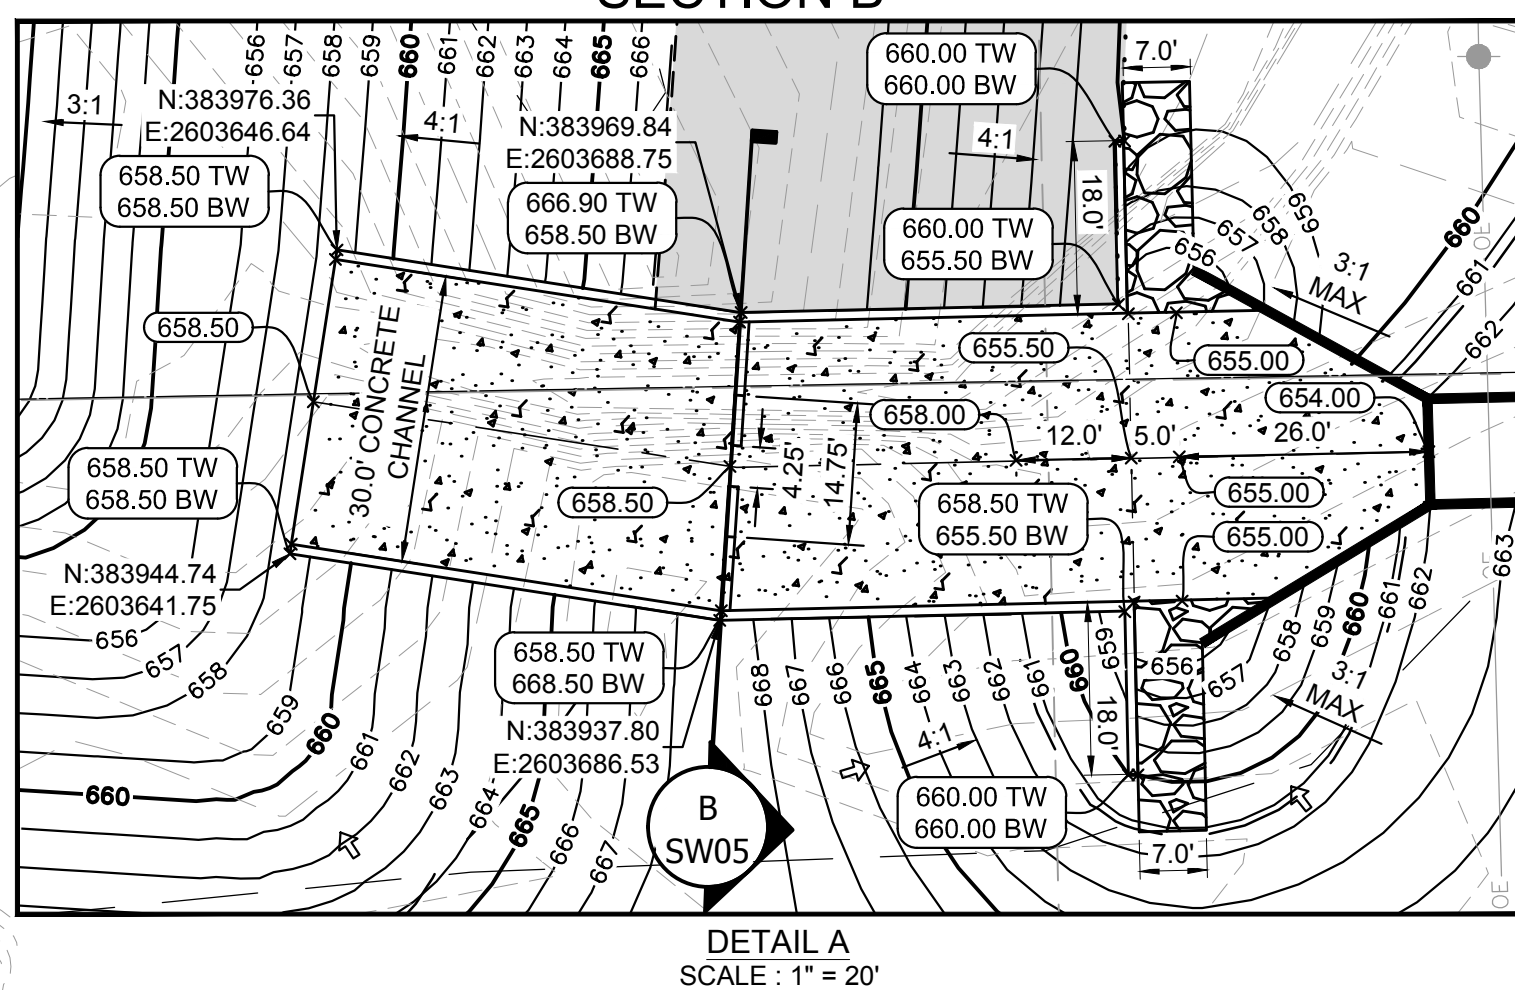 SECTION B
656
657
658
659
660
661
662
663
664
665
666
3:1
N:383976.36
E:2603646.64
4:1
N:383969.84
E:2603688.75
660.00 TW
660.00 BW
7.0'
4:1
658.50 TW
658.50 BW
666.90 TW
658.50 BW
660.00 TW
655.50 BW
18.0'
656
657
658
659
660
661
662
3:1
MAX
OE
658.50
30.0' CONCRETE
CHANNEL
655.50
655.00
654.00
658.00
12.0'
5.0'
26.0'
4.25'
14.75'
658.50 TW
658.50 BW
658.50
658.50 TW
655.50 BW
655.00
655.00
N:383944.74
E:2603641.75
656
657
658
659
660
661
662
663
664
665
666
667
660
658.50 TW
668.50 BW
N:383937.80
E:2603686.53
668
667
666
665
664
663
662
661
660
659
4:1
18.0'
656
657
658
659
660
661
662
663
OE
3:1
MAX
660.00 TW
660.00 BW
7.0'
OE
B
SW05
DETAIL A
SCALE : 1" = 20'